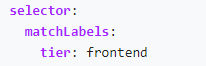 selector:
  matchLabels:
    tier: frontend